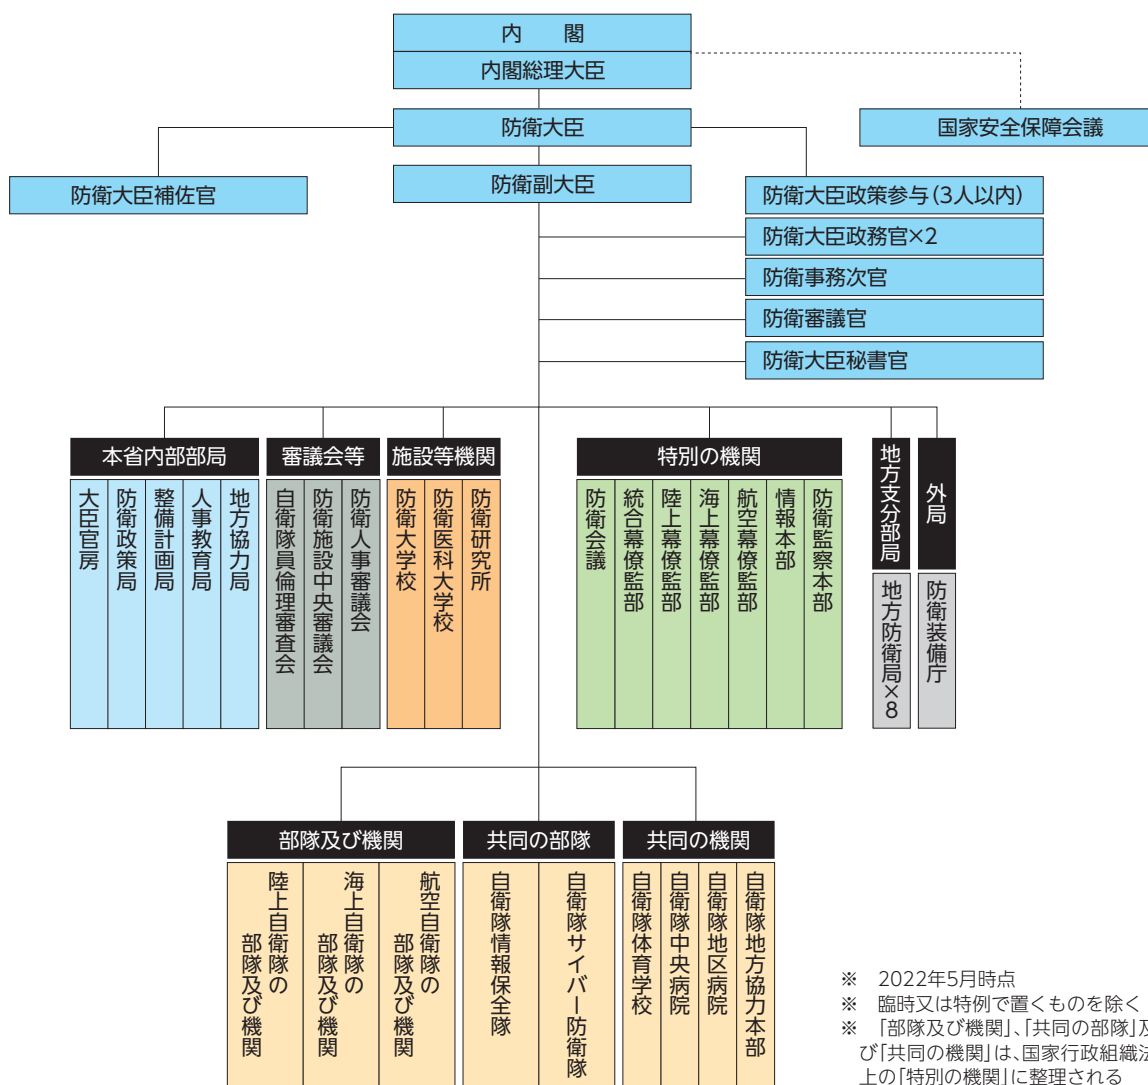 内　閣
内閣総理大臣
国家安全保障会議
防衛大臣
防衛副大臣
防衛大臣補佐官
防衛大臣政策参与(3人以内)
防衛大臣政務官×2
防衛事務次官
防衛審議官
防衛大臣秘書官
本省内部部局
大臣官房
防衛政策局
整備計画局
人事教育局
地方協力局
審議会等
自衛隊員倫理審査会
防衛施設中央審議会
防衛人事審議会
施設等機関
防衛大学校
防衛医科大学校
防衛研究所
特別の機関
防衛会議
統合幕僚監部
陸上幕僚監部
海上幕僚監部
航空幕僚監部
情報本部
防衛監察本部
地方支分部局
地方防衛局×8
外局
防衛装備庁
部隊及び機関
陸上自衛隊の
部隊及び機関
海上自衛隊の
部隊及び機関
航空自衛隊の
部隊及び機関
共同の部隊
自衛隊情報保全隊
自衛隊サイバー防衛隊
共同の機関
自衛隊体育学校
自衛隊中央病院
自衛隊地区病院
自衛隊地方協力本部
※　2022年5月時点
※　臨時又は特例で置くものを除く
※　「部隊及び機関」、「共同の部隊」及
び「共同の機関」は、国家行政組織法
上の「特別の機関」に整理される